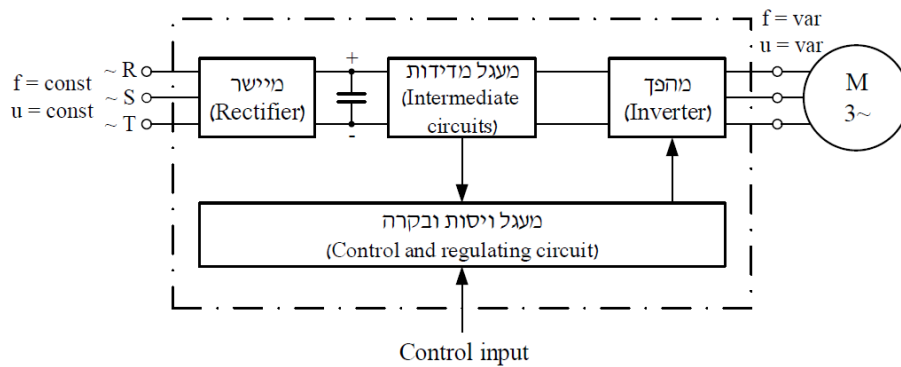 f = var
u = var
f = const
u = const
~ R
~ S
~ T
מיישר
(Rectifier)
+
-
מעגל מדידות
(Intermediate
circuits)
מהפך
(Inverter)
M
3~
מעגל ויסות ובקרה
(Control and regulating circuit)
Control input